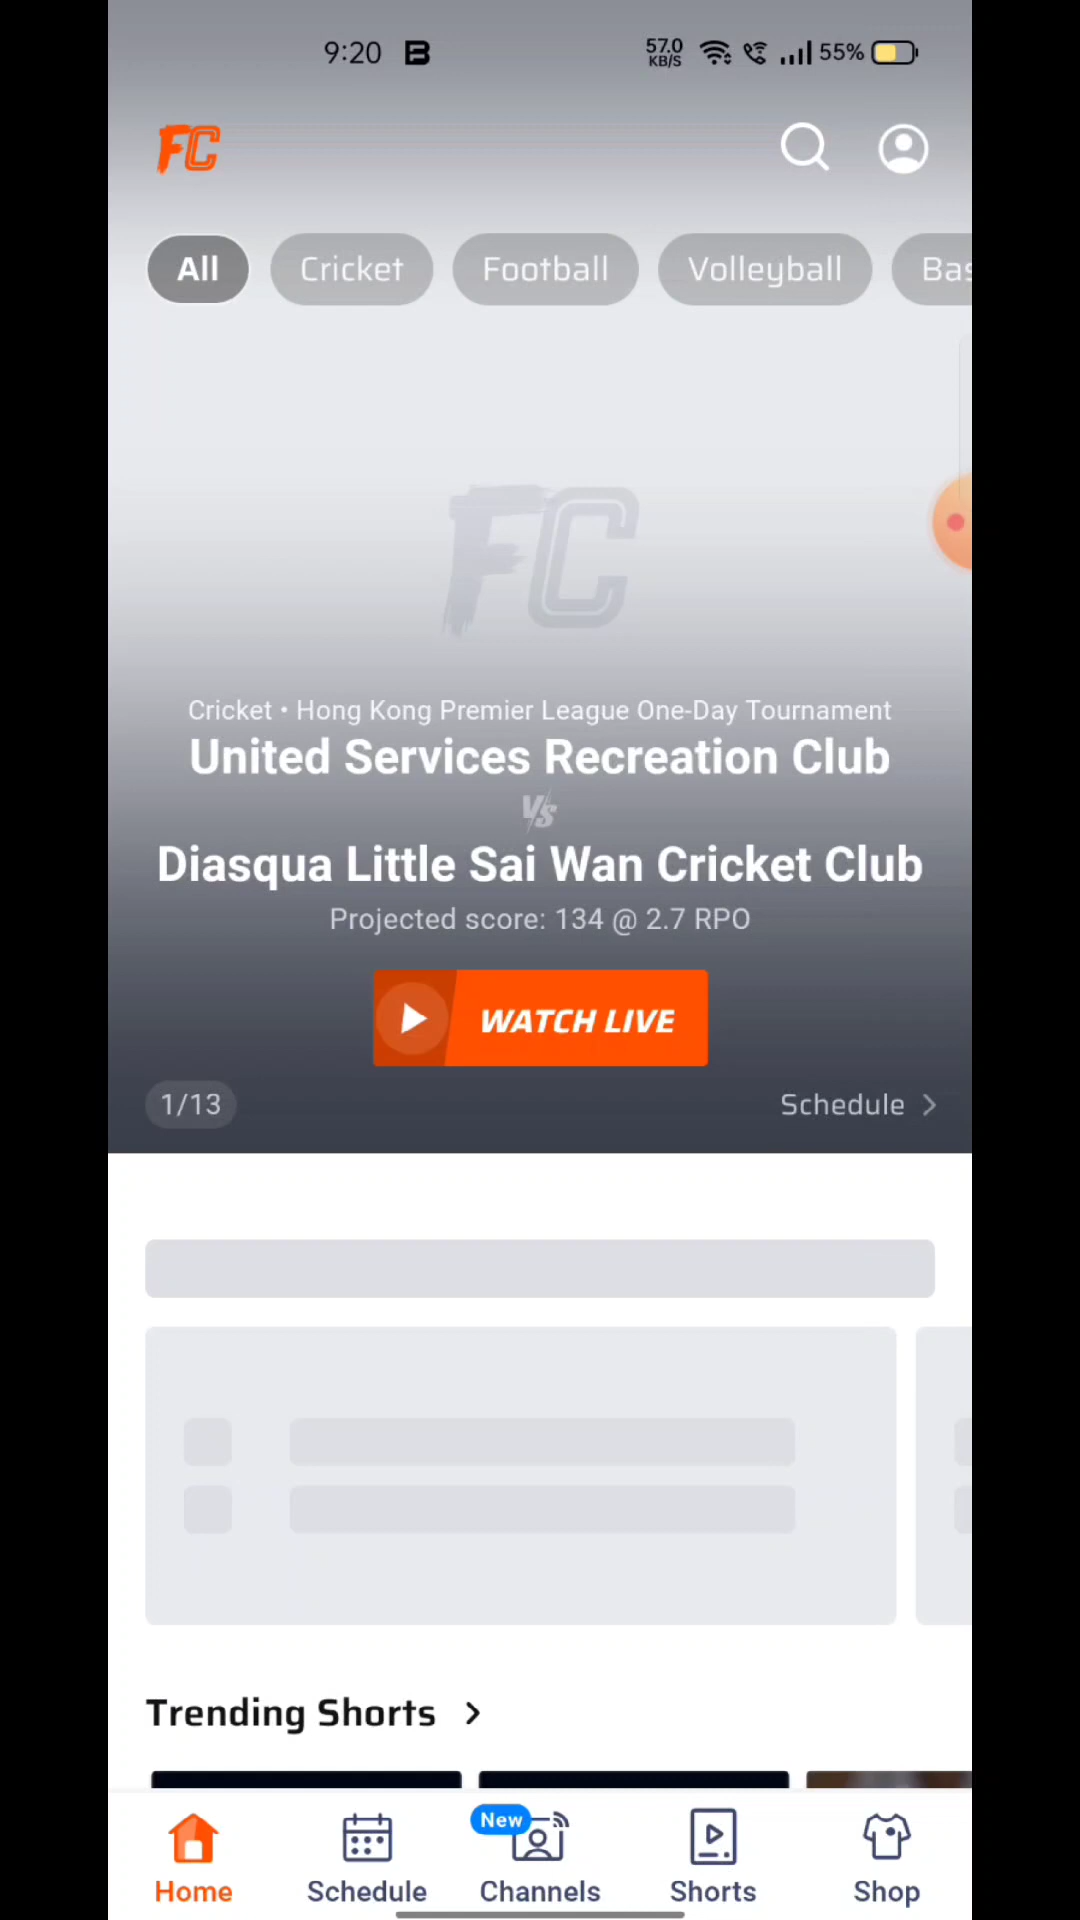 9:20 B 57.0 KB/S 55%
FC
All Cricket Football Volleyball Bas
FC
Cricket • Hong Kong Premier League One-Day Tournament
United Services Recreation Club
VS
Diasqua Little Sai Wan Cricket Club
Projected score: 134 @ 2.7 RPO
WATCH LIVE
1/13 Schedule >
Trending Shorts >
New
Home Schedule Channels Shorts Shop